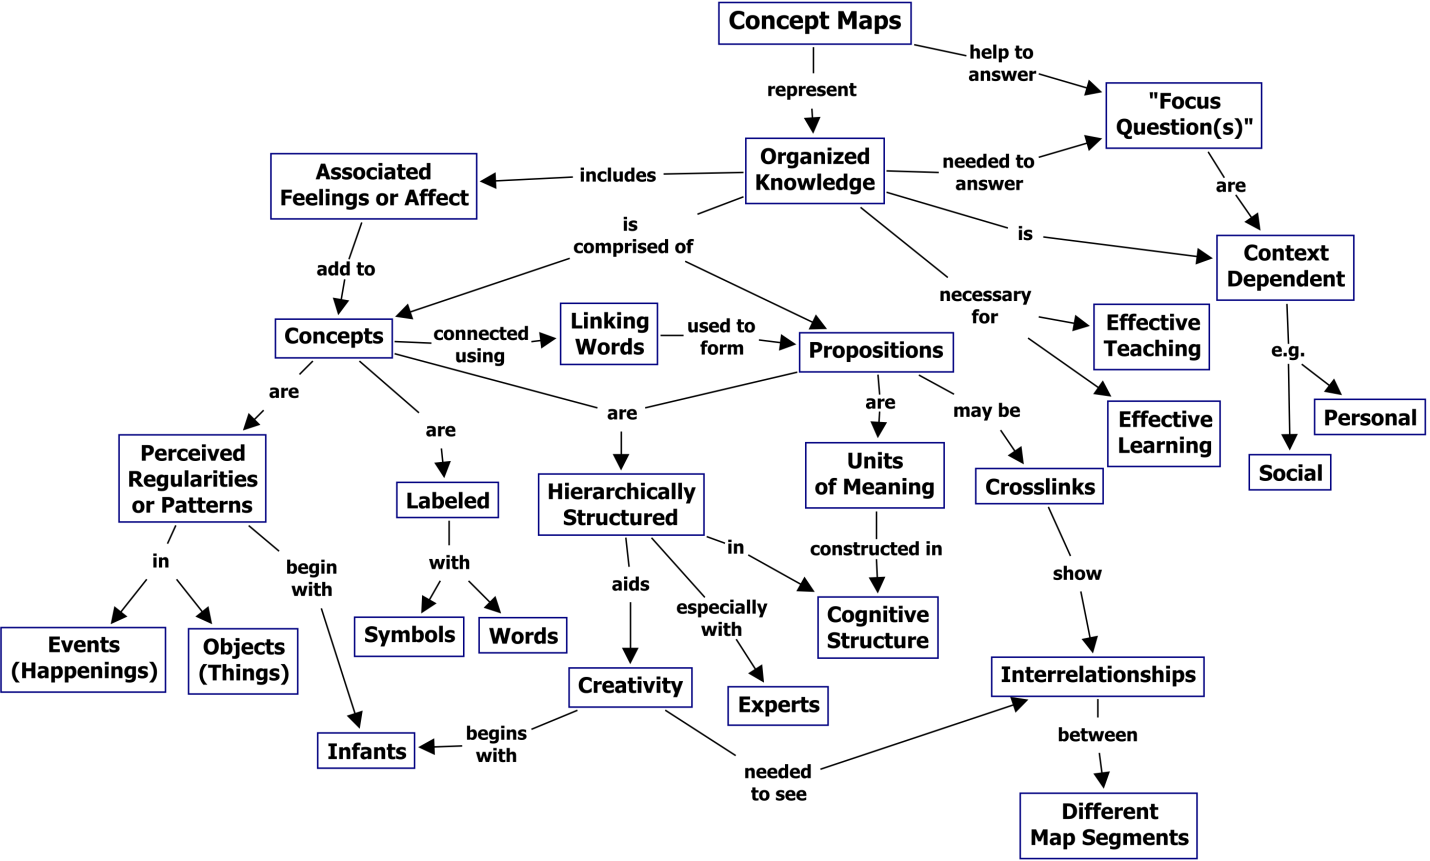 Concept Maps
help to
answer
represent
"Focus
Question(s)"
Organized
Knowledge
needed to
answer
includes
Associated
Feelings or Affect
are
is
comprised of
is
Context
Dependent
add to
necessary
for
Concepts
connected
using
Linking
Words
used to
form
Propositions
Effective
Teaching
e.g.
are
are
are
may be
Effective
Learning
Personal
are
Perceived
Regularities
or Patterns
Labeled
Hierarchically
Structured
Units
of Meaning
Crosslinks
Social
in
begin
with
with
aids
in
constructed in
show
especially
with
Events
(Happenings)
Objects
(Things)
Symbols
Words
Cognitive
Structure
Creativity
Experts
Interrelationships
Infants
begins
with
needed
to see
between
Different
Map Segments